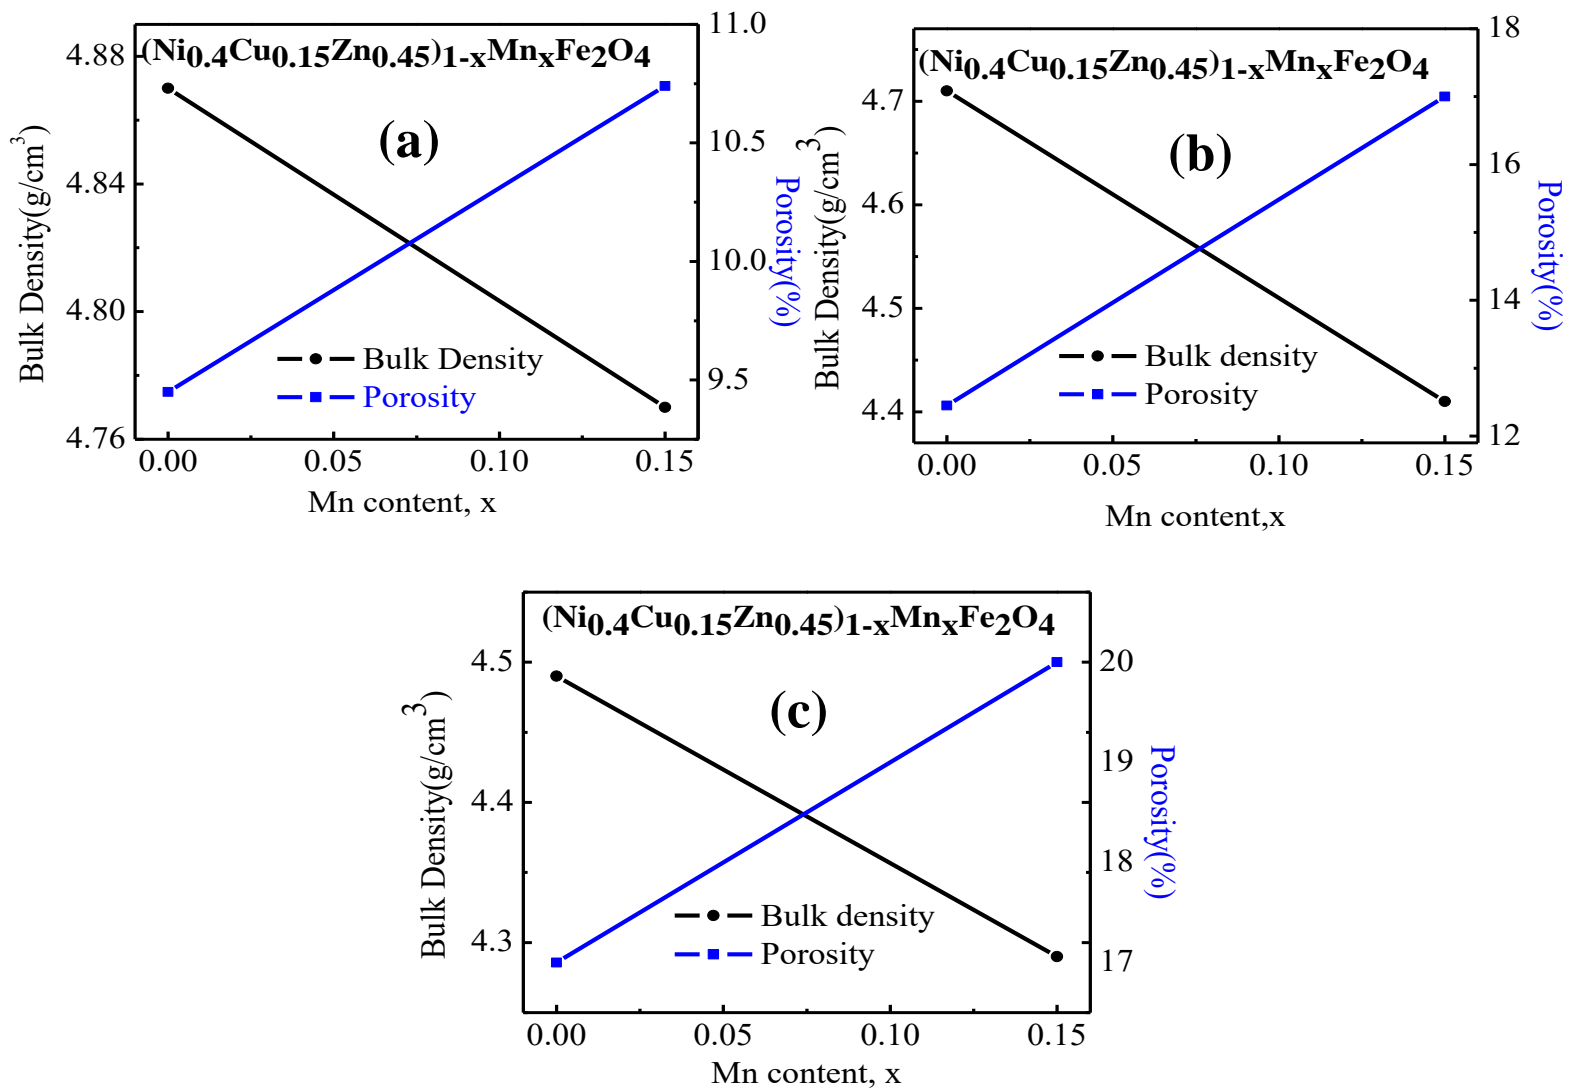 (Ni0.4Cu0.15Zn0.45)1-xMnxFe2O4
(a)
Bulk Density(g/cm3)
4.88
4.84
4.80
4.76
11.0
10.5
10.0
9.5
Porosity(%)
Bulk Density
Porosity
0.00 0.05 0.10 0.15
Mn content, x
(Ni0.4Cu0.15Zn0.45)1-xMnxFe2O4
(b)
Bulk Density(g/cm3)
4.7
4.6
4.5
4.4
18
16
14
12
Porosity(%)
Bulk density
Porosity
0.00 0.05 0.10 0.15
Mn content,x
(Ni0.4Cu0.15Zn0.45)1-xMnxFe2O4
(c)
Bulk Density(g/cm3)
4.5
4.4
4.3
20
19
18
17
Porosity(%)
Bulk density
Porosity
0.00 0.05 0.10 0.15
Mn content, x